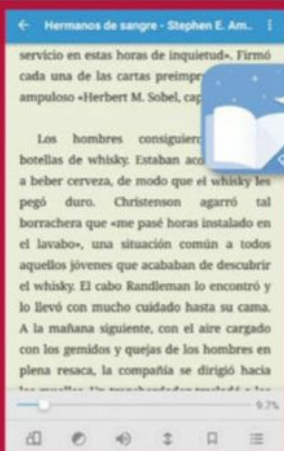 Hermanos de sangre - Stephen E. Am..
servicio en estas horas de inquietud». Firmó
cada una de las cartas
ampuloso «Herbert M. Sobel,
Los hombres
botellas de whisky. Estaban
a beber cerveza, de modo que el whisky les
pegó duro. Christenson agarró tal
borrachera que «me pasé horas instalado en
el lavabo», una situación común a todos
aquellos jóvenes que acababan de descubrir
el whisky. El cabo Randleman lo encontró y
lo llevó con mucho cuidado hasta su cama.
A la mañana siguiente, con el aire cargado
con los gemidos y quejas de los hombres en
plena resaca, la compañía se dirigió hacia
9.7%